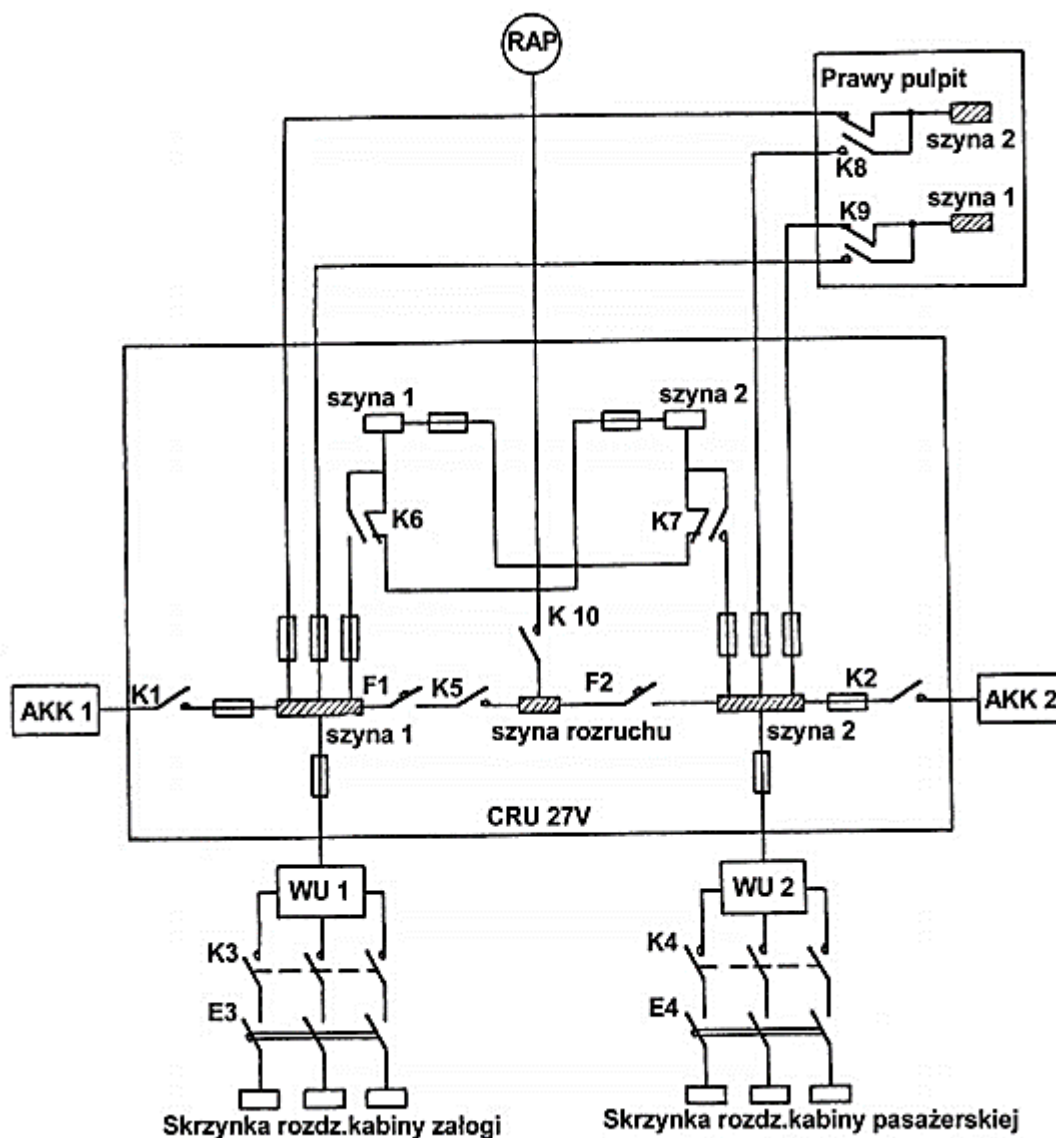 RAP
Prawy pulpit
szyna 2
K8
szyna 1
K9
szyna 1
szyna 2
K6
K7
K 10
AKK 1
K1
F1
K5
F2
K2
AKK 2
szyna 1
szyna rozruchu
szyna 2
CRU 27V
WU 1
WU 2
K3
K4
E3
E4
Skrzynka rozdz.kabiny załogi
Skrzynka rozdz.kabiny pasażerskiej